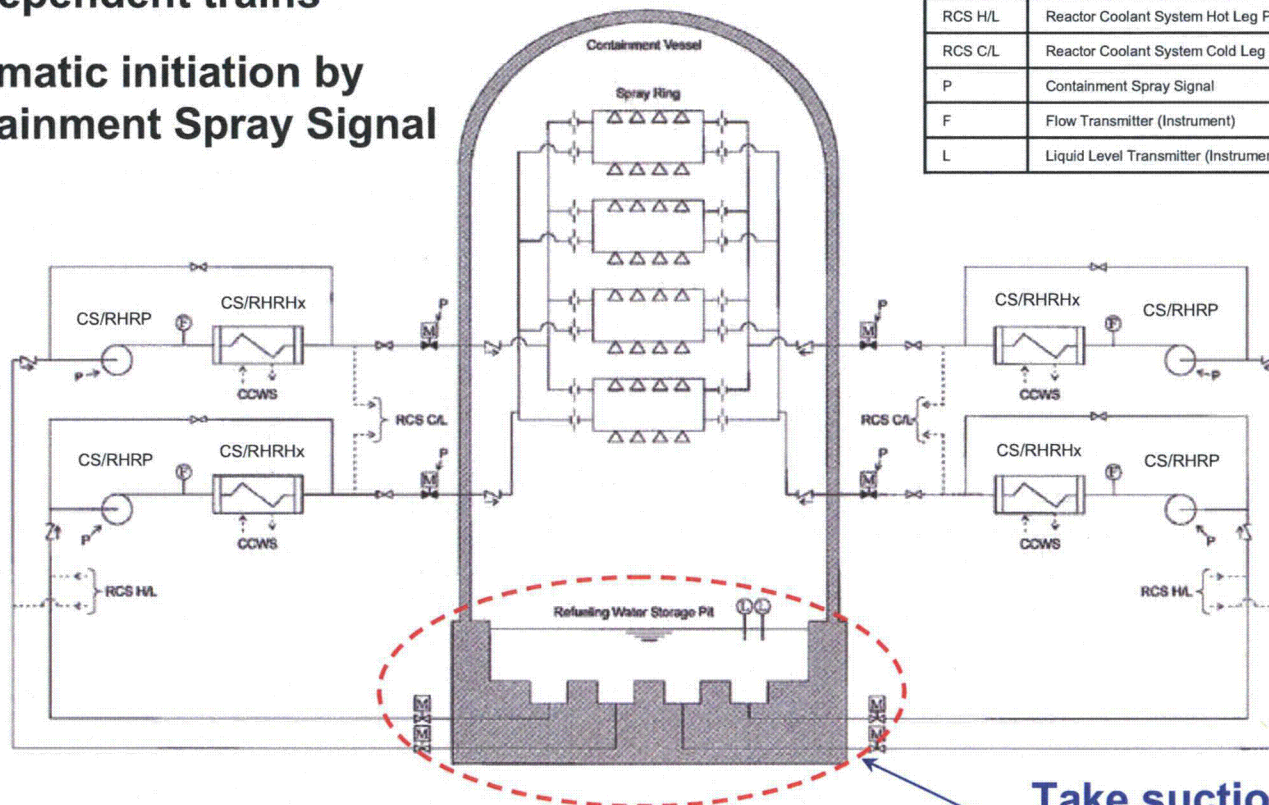 ependent trains
matic initiation by
ainment Spray Signal
RCS H/L Reactor Coolant System Hot Leg P
RCS C/L Reactor Coolant System Cold Leg
P Containment Spray Signal
F Flow Transmitter (Instrument)
L Liquid Level Transmitter (Instrumen
Containment Vessel
Spray Ring
CS/RHRP
F
CS/RHRHx
CCWS
P
M
P
RCS C/L
CS/RHRP
F
CS/RHRHx
CCWS
P
M
P
RCS H/L
P
M
CS/RHRHx
F
CS/RHRP
CCWS
P
RCS C/L
P
M
CS/RHRHx
F
CS/RHRP
CCWS
P
RCS H/L
Refueling Water Storage Pit
L L
M
M
M
M
Take suctio